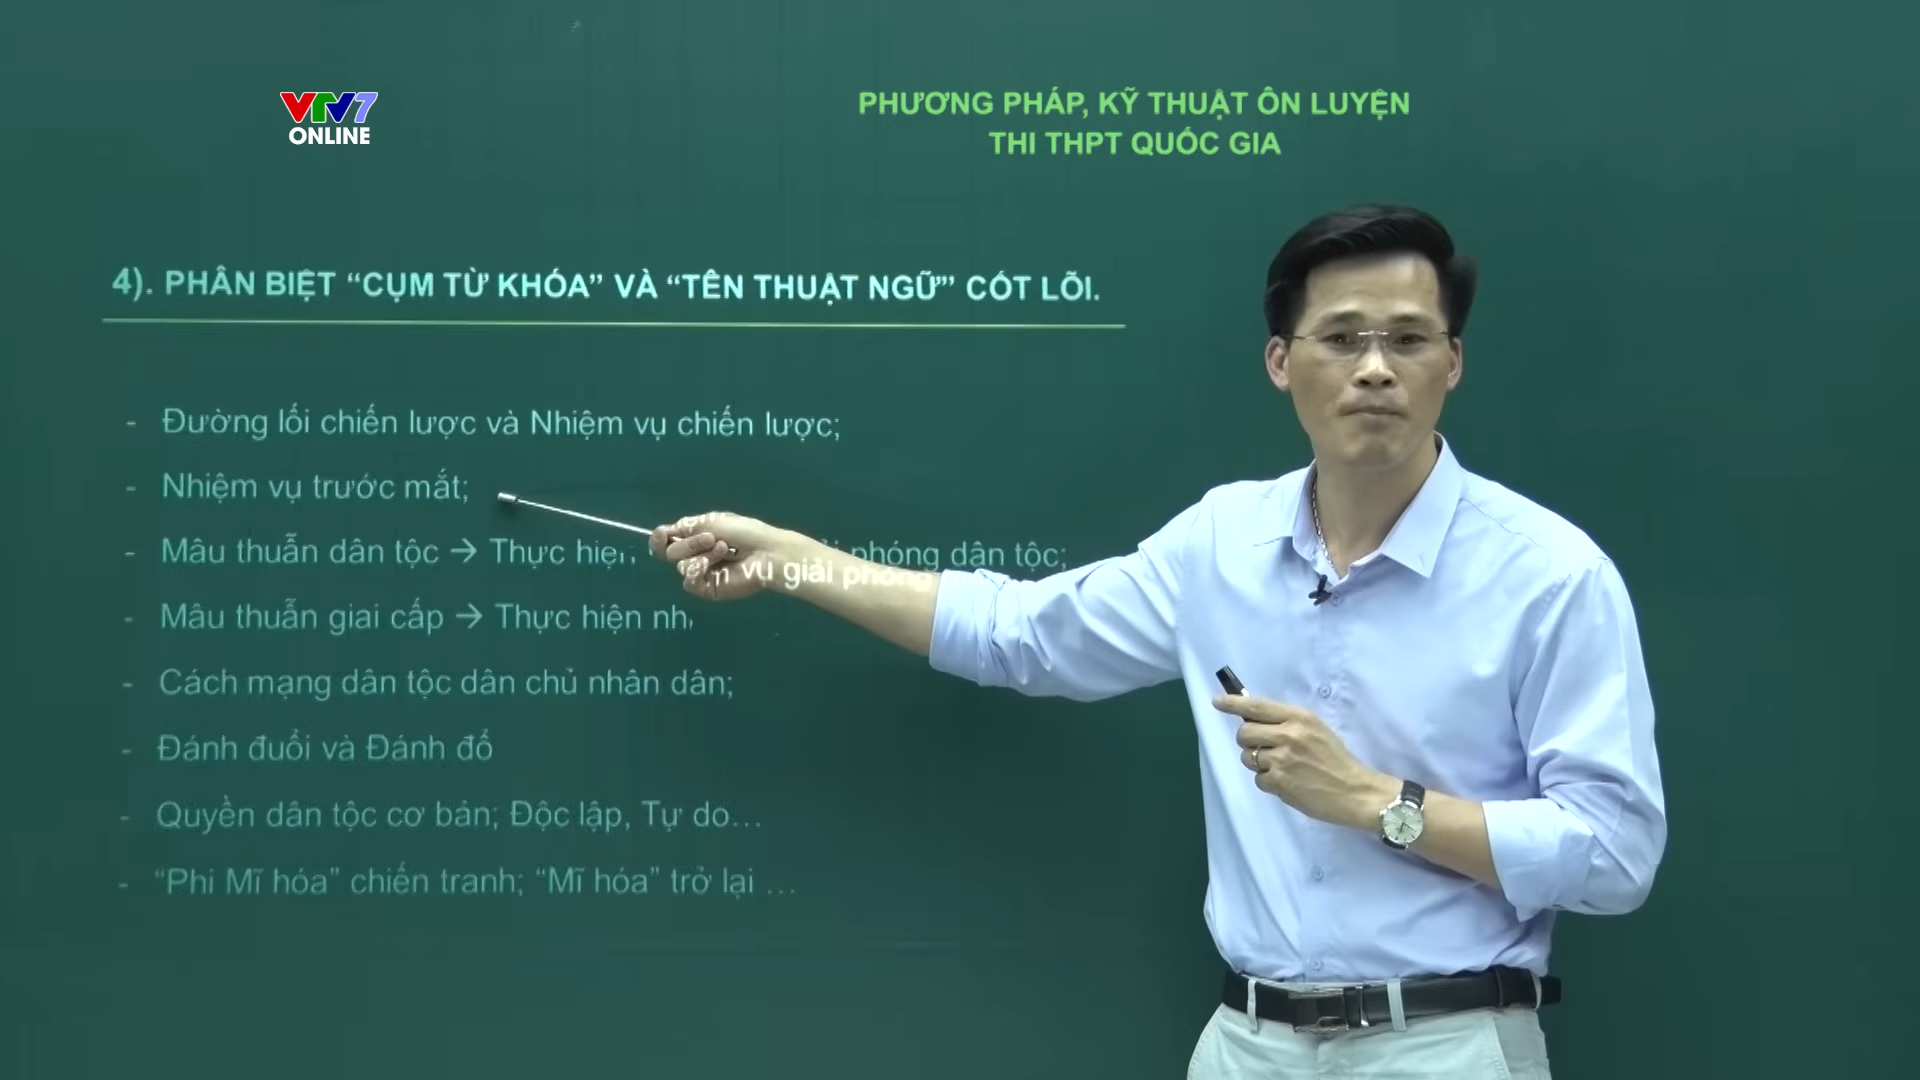 VTV7
ONLINE
PHƯƠNG PHÁP, KỸ THUẬT ÔN LUYỆN
THI THPT QUỐC GIA
4). PHÂN BIỆT “CỤM TỪ KHÓA” VÀ “TÊN THUẬT NGỮ” CỐT LÕI.
- Đường lối chiến lược và Nhiệm vụ chiến lược;
- Nhiệm vụ trước mắt;
- Mâu thuẫn dân tộc → Thực hiện vụ giải phóng dân tộc;
- Mâu thuẫn giai cấp → Thực hiện
- Cách mạng dân tộc dân chủ nhân dân;
- Đánh đuổi và Đánh đổ
- Quyền dân tộc cơ bản; Độc lập, Tự do...
- “Phi Mĩ hóa” chiến tranh; “Mĩ hóa” trở lại ...